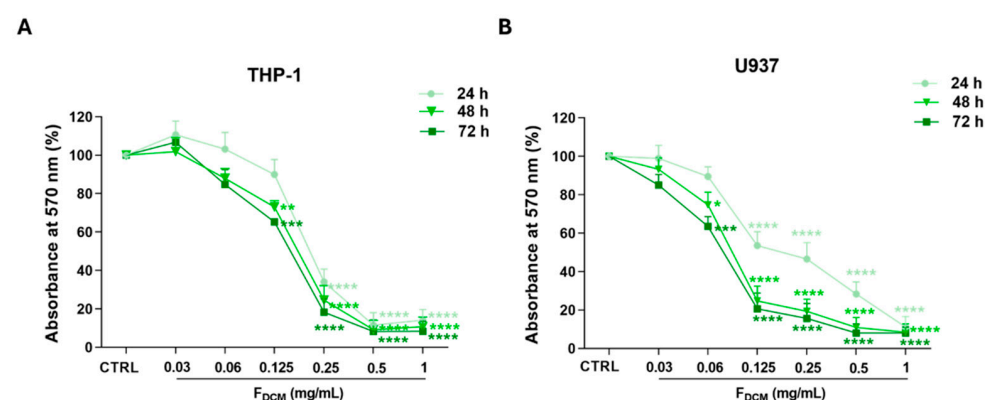 A
THP-1
24 h
48 h
72 h
Absorbance at 570 nm (%)
120
100
80
60
40
20
0
**
***
****
****
****
****
****
****
****
****
****
CTRL 0.03 0.06 0.125 0.25 0.5 1
FDCM (mg/mL)
B
U937
24 h
48 h
72 h
Absorbance at 570 nm (%)
120
100
80
60
40
20
0
*
***
****
****
****
****
****
****
****
****
****
****
****
****
CTRL 0.03 0.06 0.125 0.25 0.5 1
FDCM (mg/mL)